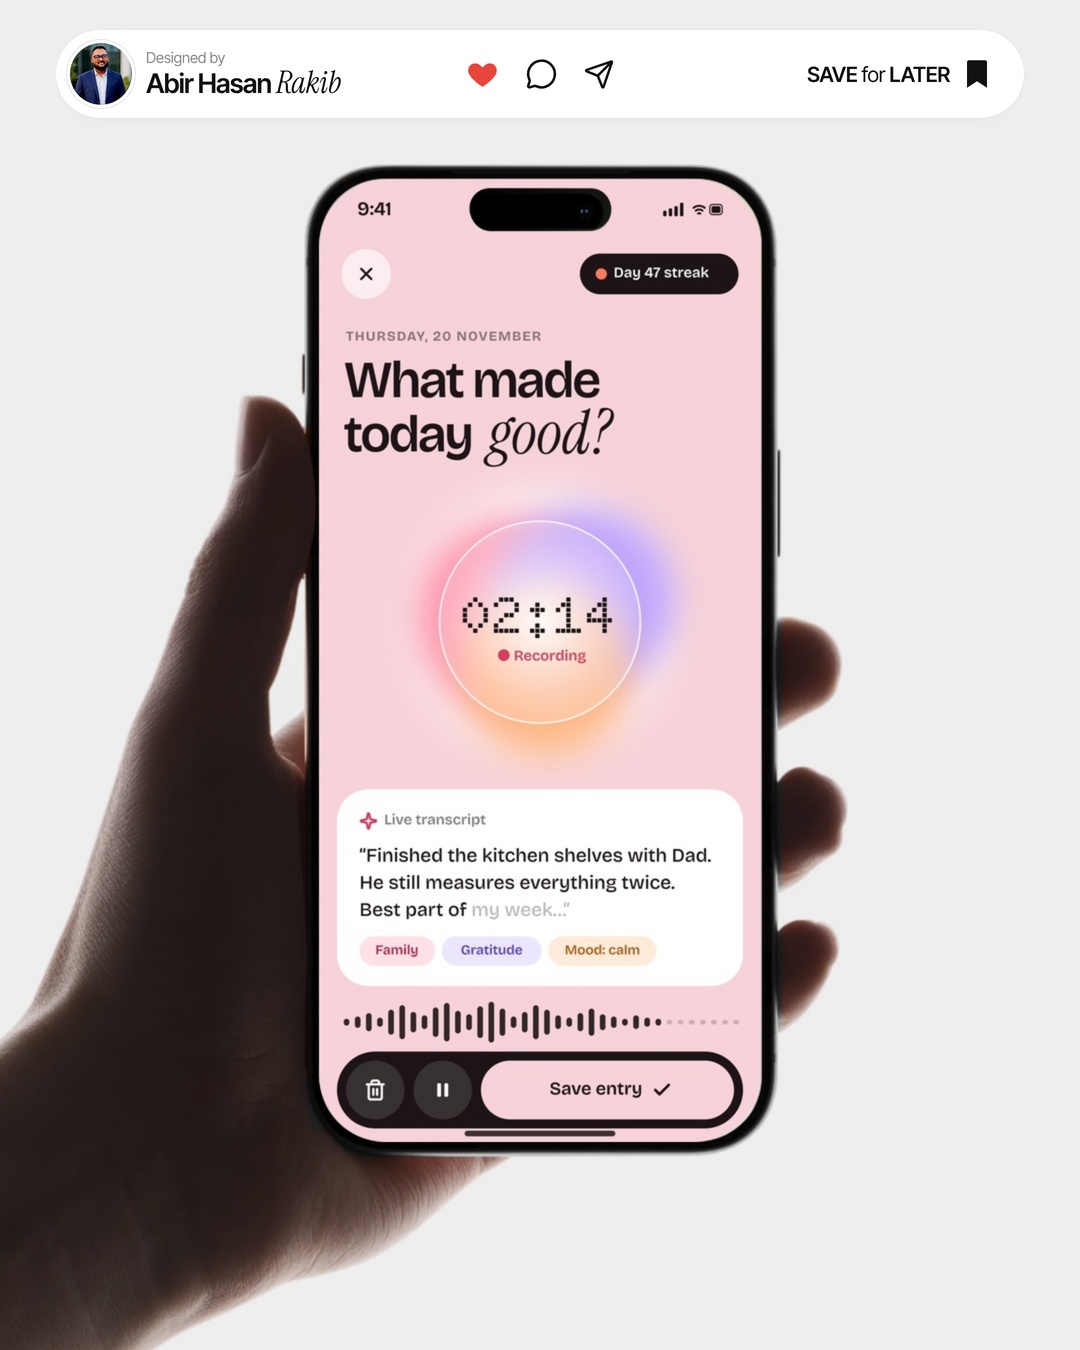 Designed by
Abir Hasan Rakib
SAVE for LATER
9:41
Day 47 streak
THURSDAY, 20 NOVEMBER
What made
today good?
02:14
Recording
Live transcript
“Finished the kitchen shelves with Dad.
He still measures everything twice.
Best part of my week...”
Family Gratitude Mood: calm
Save entry